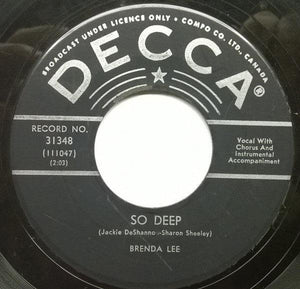 BROADCAST UNDER LICENCE ONLY • COMPO CO. LTD., CANADA
DECCA®
RECORD NO.
31348
(111047)
(2:03)
Vocal With
Chorus And
Instrumental
Accompaniment
SO DEEP
(Jackie DeShanno-Sharon Sheeley)
BRENDA LEE